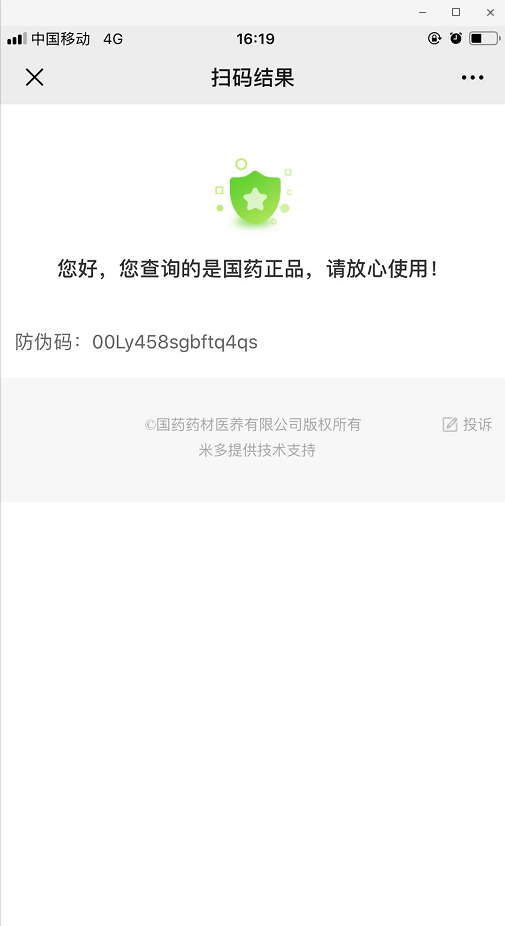 中国移动 4G 16:19
扫码结果
您好，您查询的是国药正品，请放心使用！
防伪码：00Ly458sgbftq4qs
©国药药材医养有限公司版权所有
投诉
米多提供技术支持